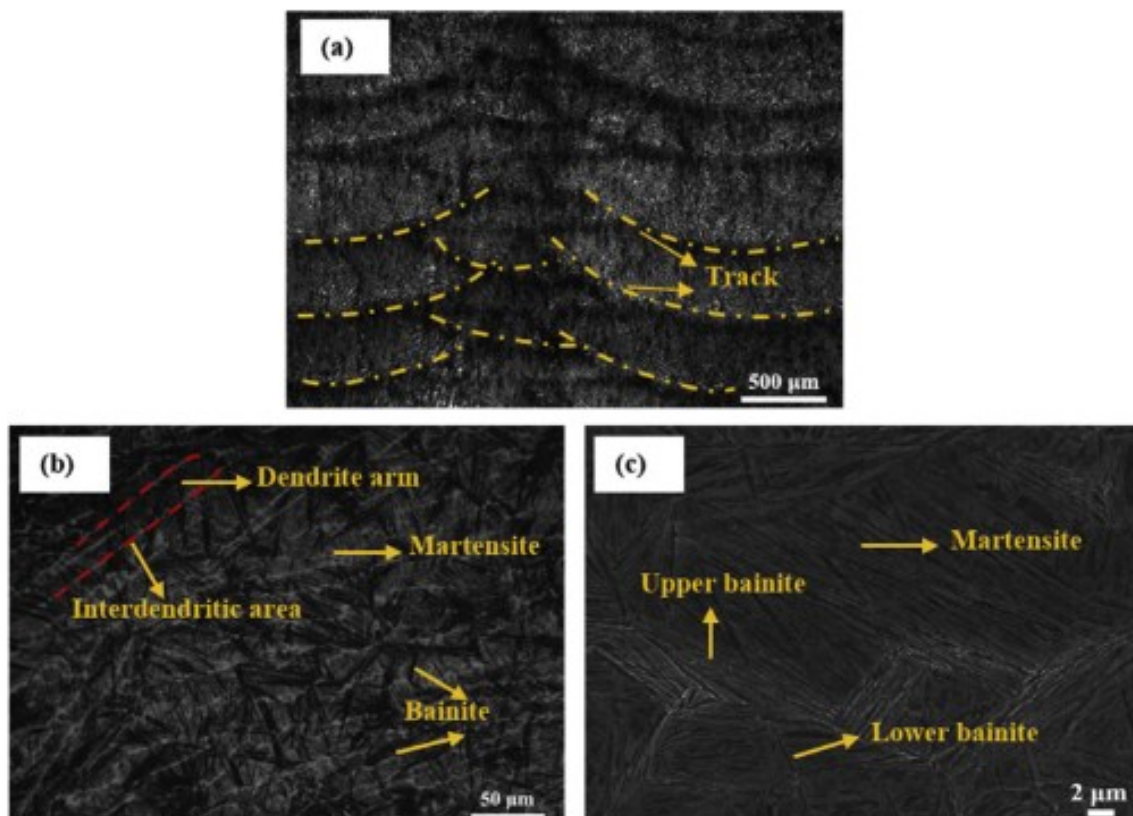 (a)
Track
500 μm
(b)
Dendrite arm
Martensite
Interdendritic area
Bainite
50 μm
(c)
Martensite
Upper bainite
Lower bainite
2 μm